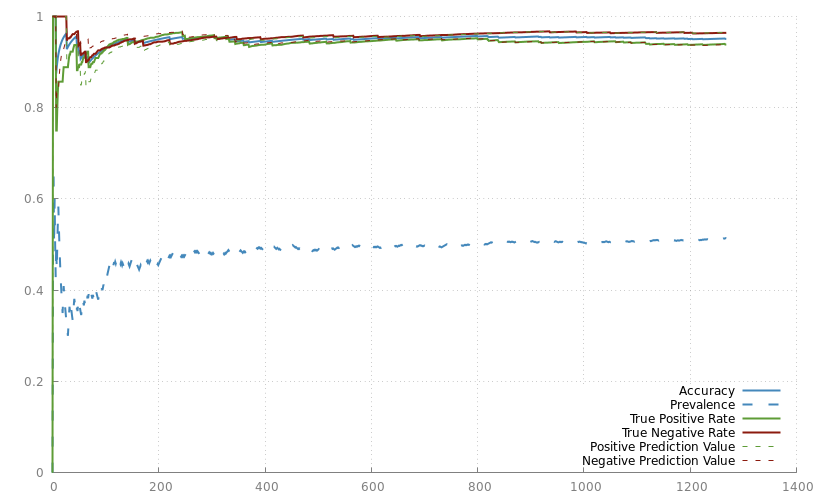 1
0.8
0.6
0.4
0.2
0
0 200 400 600 800 1000 1200 1400
Accuracy
Prevalence
True Positive Rate
True Negative Rate
Positive Prediction Value
Negative Prediction Value